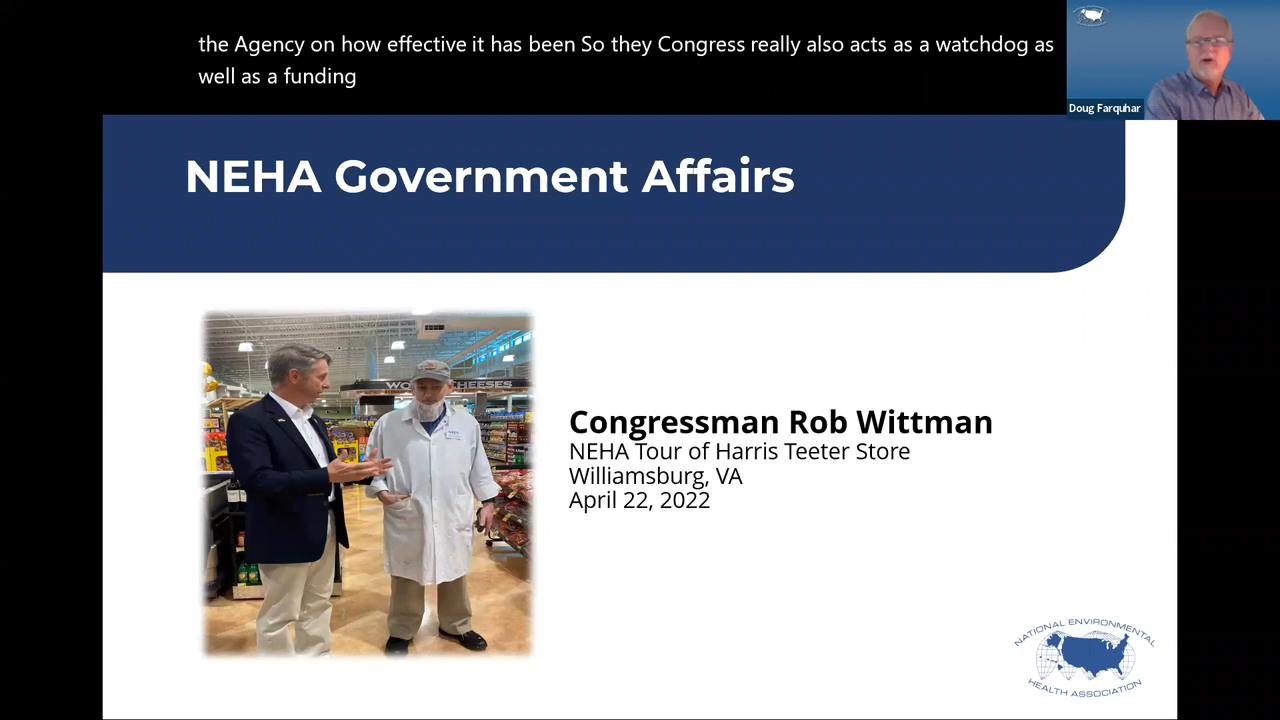 the Agency on how effective it has been So they Congress really also acts as a watchdog as
well as a funding
Doug Farquhar
NEHA Government Affairs
CHEESES
Congressman Rob Wittman
NEHA Tour of Harris Teeter Store
Williamsburg, VA
April 22, 2022
NATIONAL ENVIRONMENTAL
HEALTH ASSOCIATION